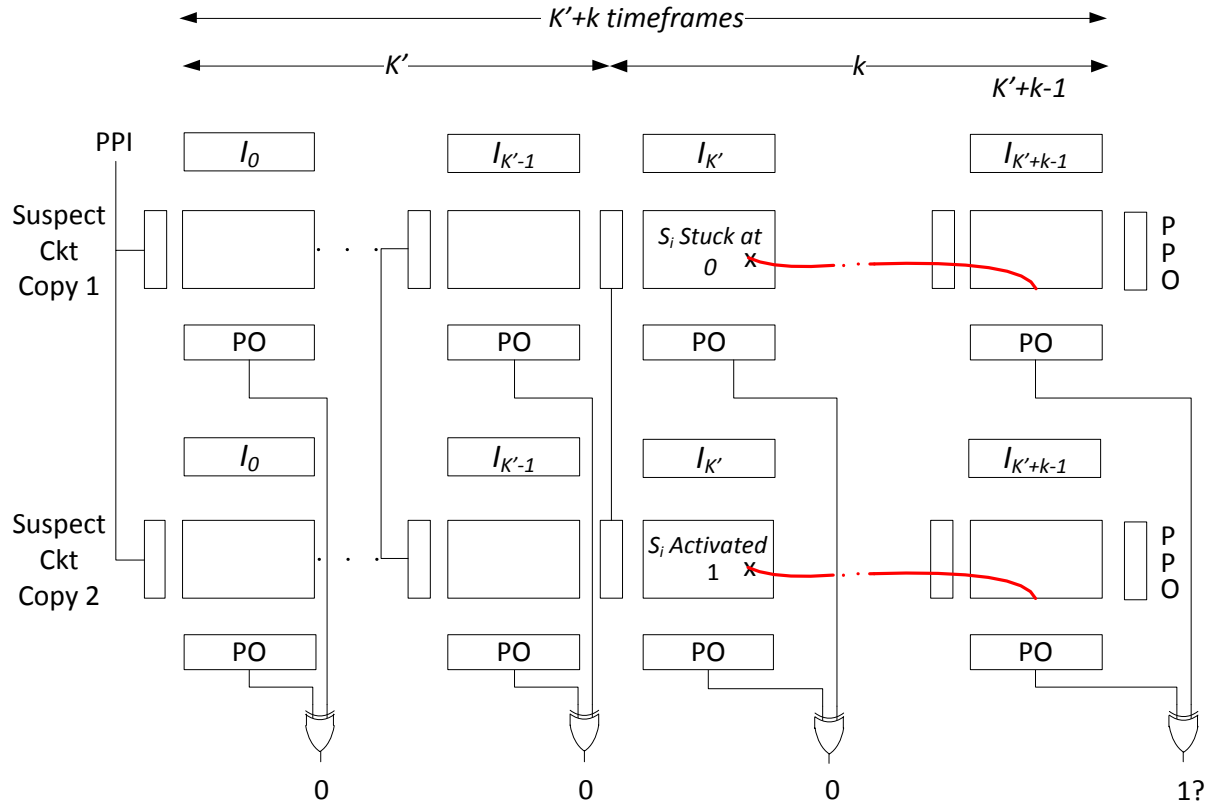 K'+k timeframes
K'
k
K'+k-1
PPI
I0
IK'-1
IK'
IK'+k-1
Suspect
Ckt
Copy 1
. . .
Si Stuck at
0
x
. . .
P
P
O
PO
PO
PO
PO
I0
IK'-1
IK'
IK'+k-1
Suspect
Ckt
Copy 2
. . .
Si Activated
1
x
. . .
P
P
O
PO
PO
PO
PO
0
0
0
1?